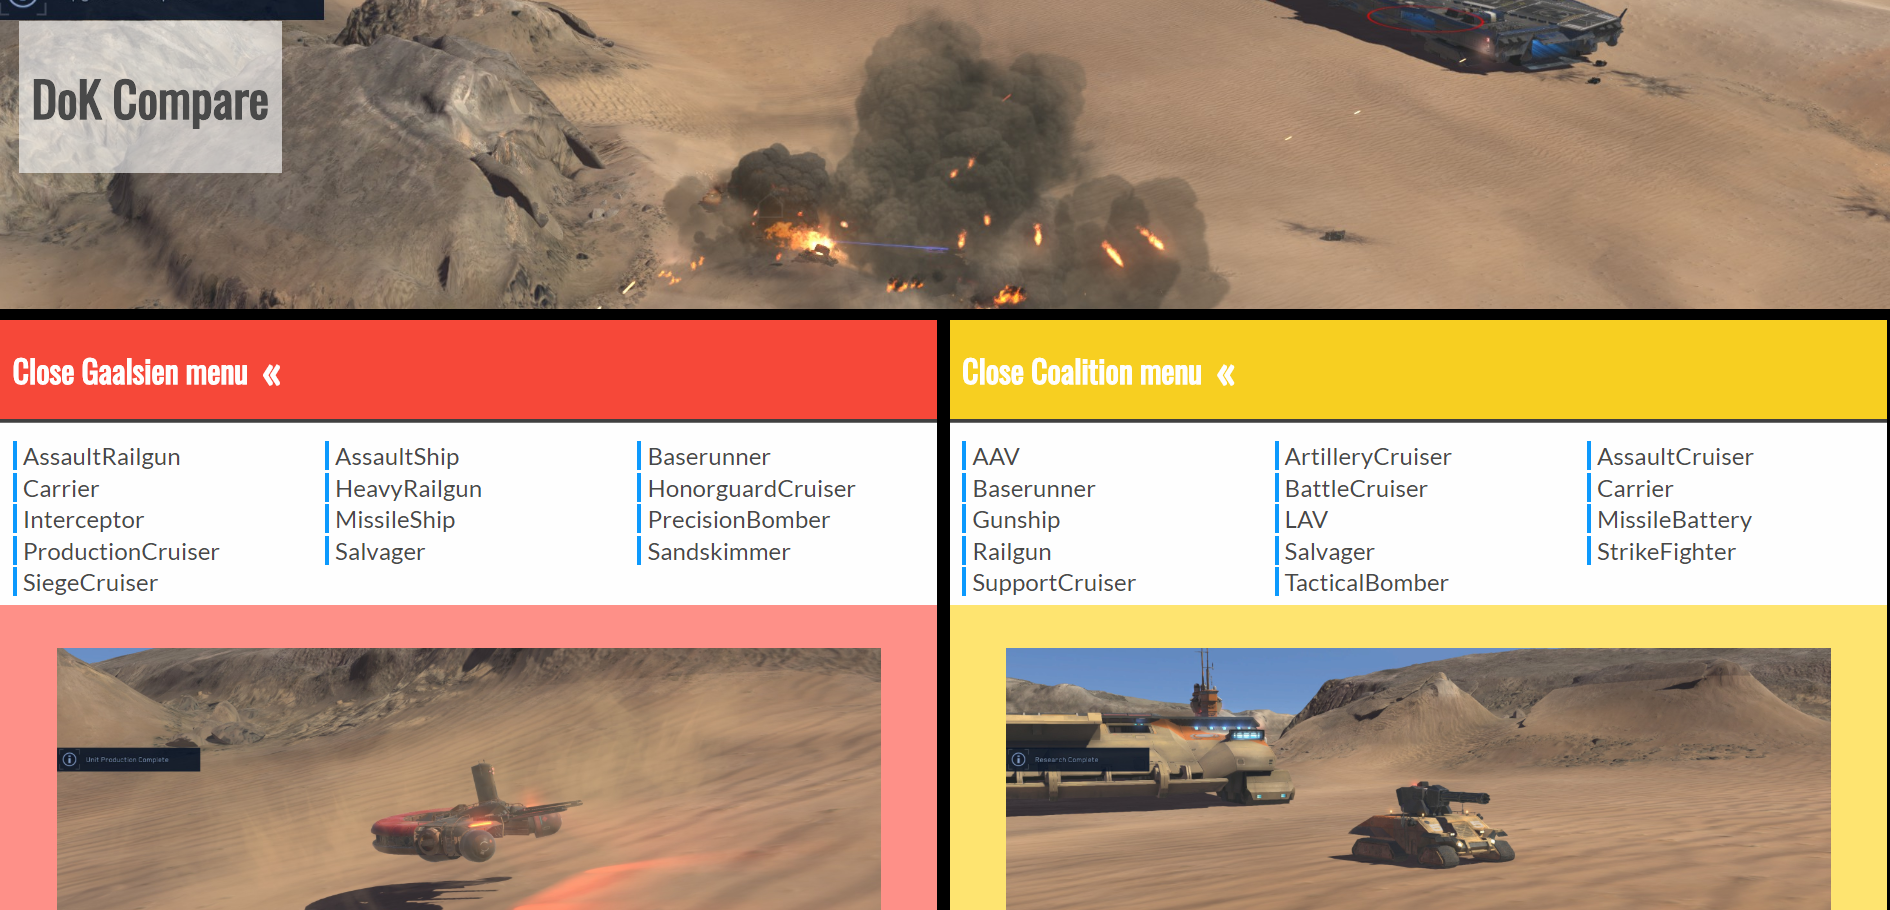 DoK Compare
Close Gaalsien menu «
AssaultRailgun AssaultShip Baserunner
Carrier HeavyRailgun HonorguardCruiser
Interceptor MissileShip PrecisionBomber
ProductionCruiser Salvager Sandskimmer
SiegeCruiser
Unit Production Complete
Close Coalition menu «
AAV ArtilleryCruiser AssaultCruiser
Baserunner BattleCruiser Carrier
Gunship LAV MissileBattery
Railgun Salvager StrikeFighter
SupportCruiser TacticalBomber
Research Complete